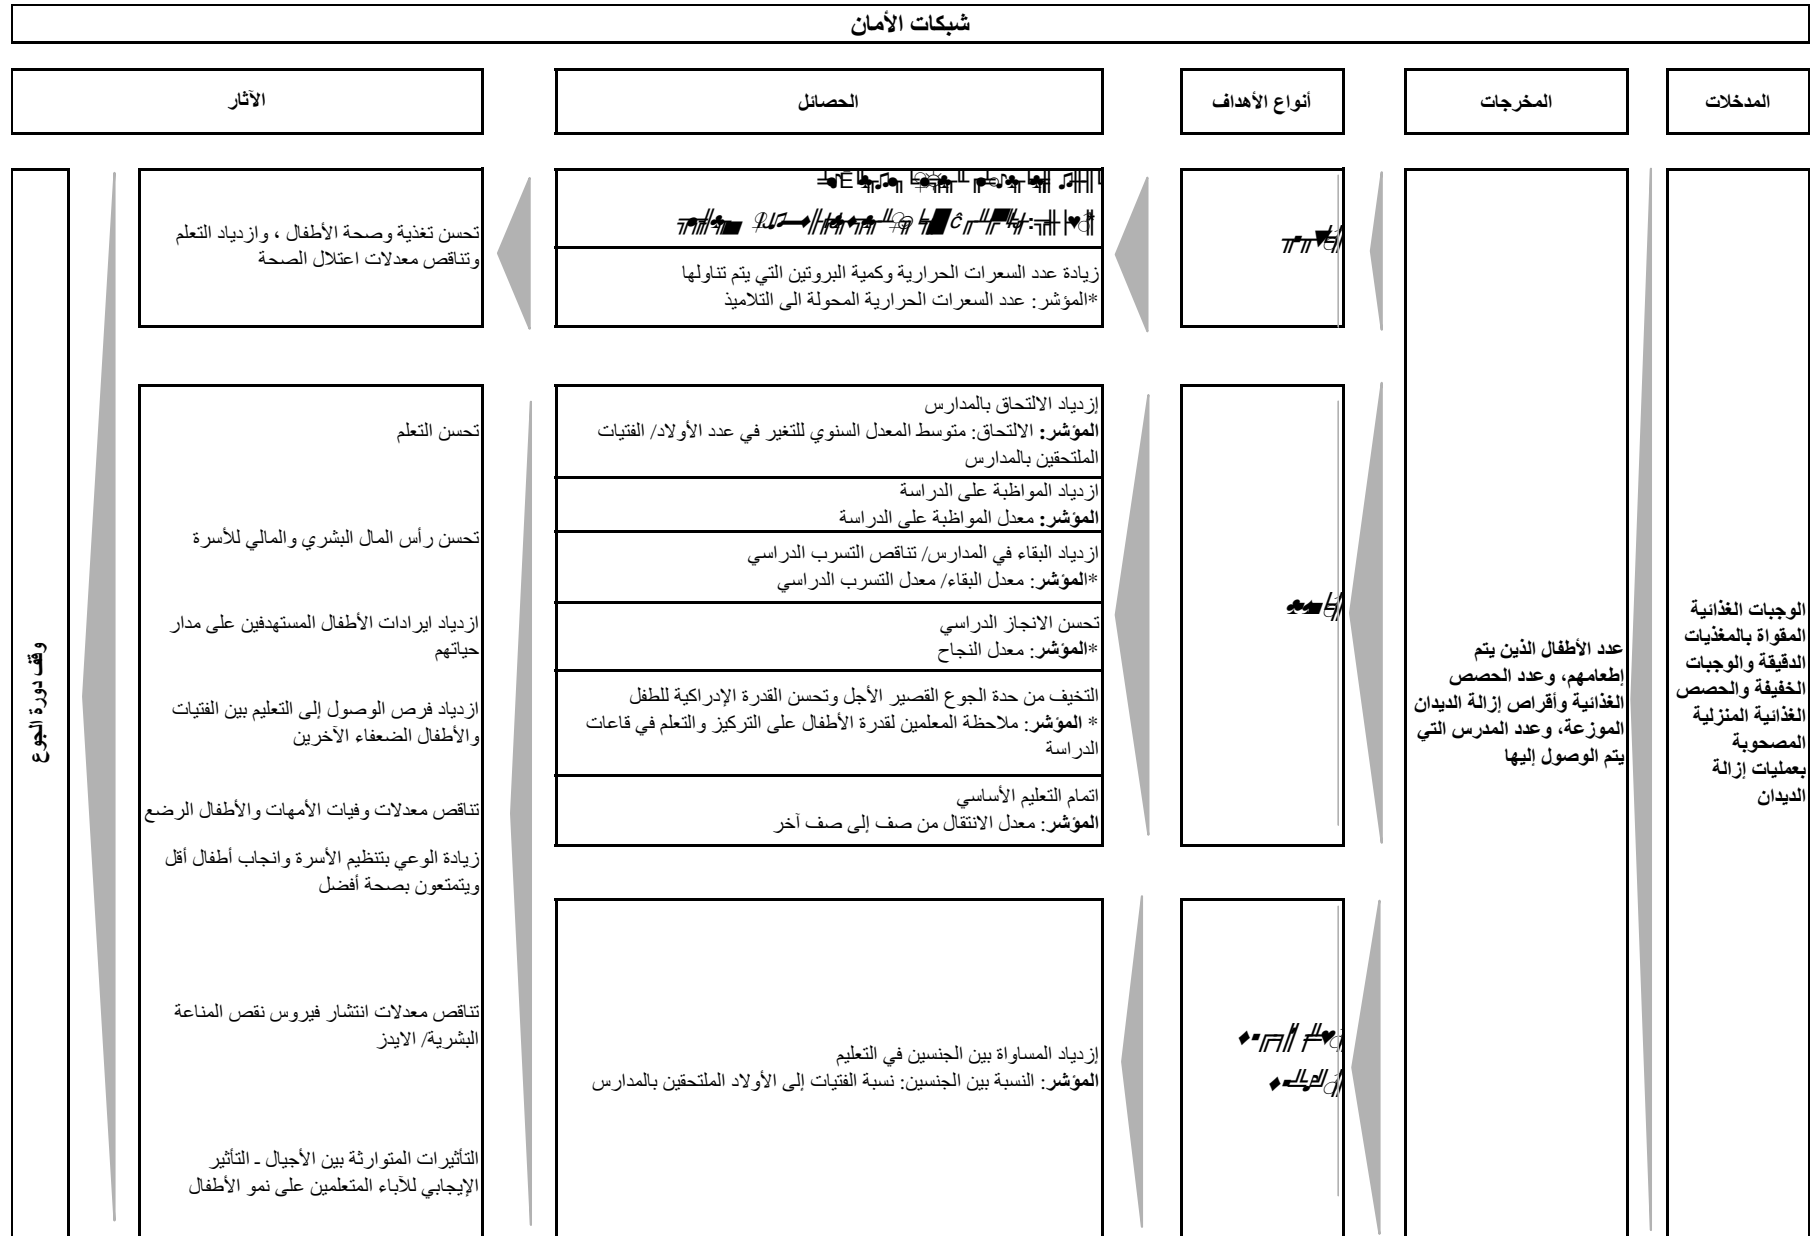 شبكات الأمان
المدخلات
المخرجات
أنواع الأهداف
الحصائل
الآثار
الوجبات الغذائية
المقواة بالمغذيات
الدقيقة والوجبات
الخفيفة والحصص
الغذائية المنزلية
المصحوبة
بعمليات إزالة
الديدان
عدد الأطفال الذين يتم
إطعامهم، وعدد الحصص
الغذائية وأقراص إزالة الديدان
الموزعة، وعدد المدرس التي
يتم الوصول إليها
زيادة عدد السعرات الحرارية وكمية البروتين التي يتم تناولها
*المؤشر: عدد السعرات الحرارية المحولة الى التلاميذ
إزدياد الالتحاق بالمدارس
المؤشر: الالتحاق: متوسط المعدل السنوي للتغير في عدد الأولاد/ الفتيات
الملتحقين بالمدارس
ازدياد المواظبة على الدراسة
المؤشر: معدل المواظبة على الدراسة
ازدياد البقاء في المدارس/ تناقص التسرب الدراسي
*المؤشر: معدل البقاء/ معدل التسرب الدراسي
تحسن الانجاز الدراسي
*المؤشر: معدل النجاح
التخيف من حدة الجوع القصير الأجل وتحسن القدرة الإدراكية للطفل
* المؤشر: ملاحظة المعلمين لقدرة الأطفال على التركيز والتعلم في قاعات
الدراسة
اتمام التعليم الأساسي
المؤشر: معدل الانتقال من صف إلى صف آخر
إزدياد المساواة بين الجنسين في التعليم
المؤشر: النسبة بين الجنسين: نسبة الفتيات إلى الأولاد الملتحقين بالمدارس
تحسن تغذية وصحة الأطفال ، وازدياد التعلم
وتناقص معدلات اعتلال الصحة
تحسن التعلم
تحسن رأس المال البشري والمالي للأسرة
ازدياد ايرادات الأطفال المستهدفين على مدار
حياتهم
ازدياد فرص الوصول إلى التعليم بين الفتيات
والأطفال الضعفاء الآخرين
تناقص معدلات وفيات الأمهات والأطفال الرضع
زيادة الوعي بتنظيم الأسرة وانجاب أطفال أقل
ويتمتعون بصحة أفضل
تناقص معدلات انتشار فيروس نقص المناعة
البشرية/ الايدز
التأثيرات المتوارثة بين الأجيال ـ التأثير
الإيجابي للآباء المتعلمين على نمو الأطفال
وقف دورة الجوع